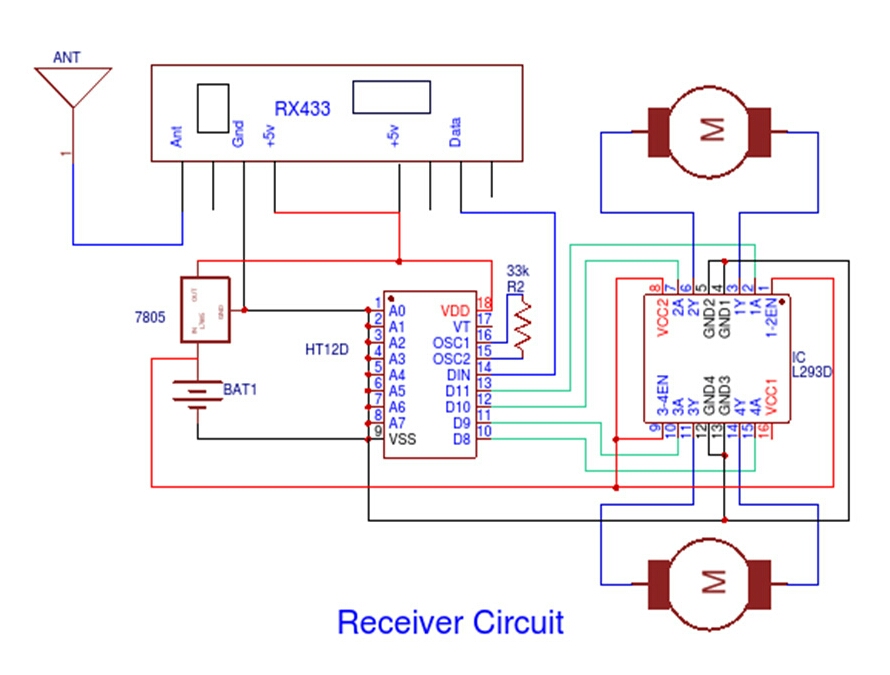 ANT
1
RX433
Ant
Gnd
+5v
+5v
Data
M
7805
OUT
GND
IN
BAT1
33k
R2
HT12D
1 A0 VDD 18
2 A1 VT 17
3 A2 OSC1 16
4 A3 OSC2 15
5 A4 DIN 14
6 A5 D11 13
7 A6 D10 12
8 A7 D9 11
9 VSS D8 10
8 7 6 5 4 3 2 1
VCC2 2A 2Y GND2 GND1 1Y 1A 1-2EN
IC
L293D
3-4EN 3A 3Y GND4 GND3 4Y 4A VCC1
9 10 11 12 13 14 15 16
M
Receiver Circuit